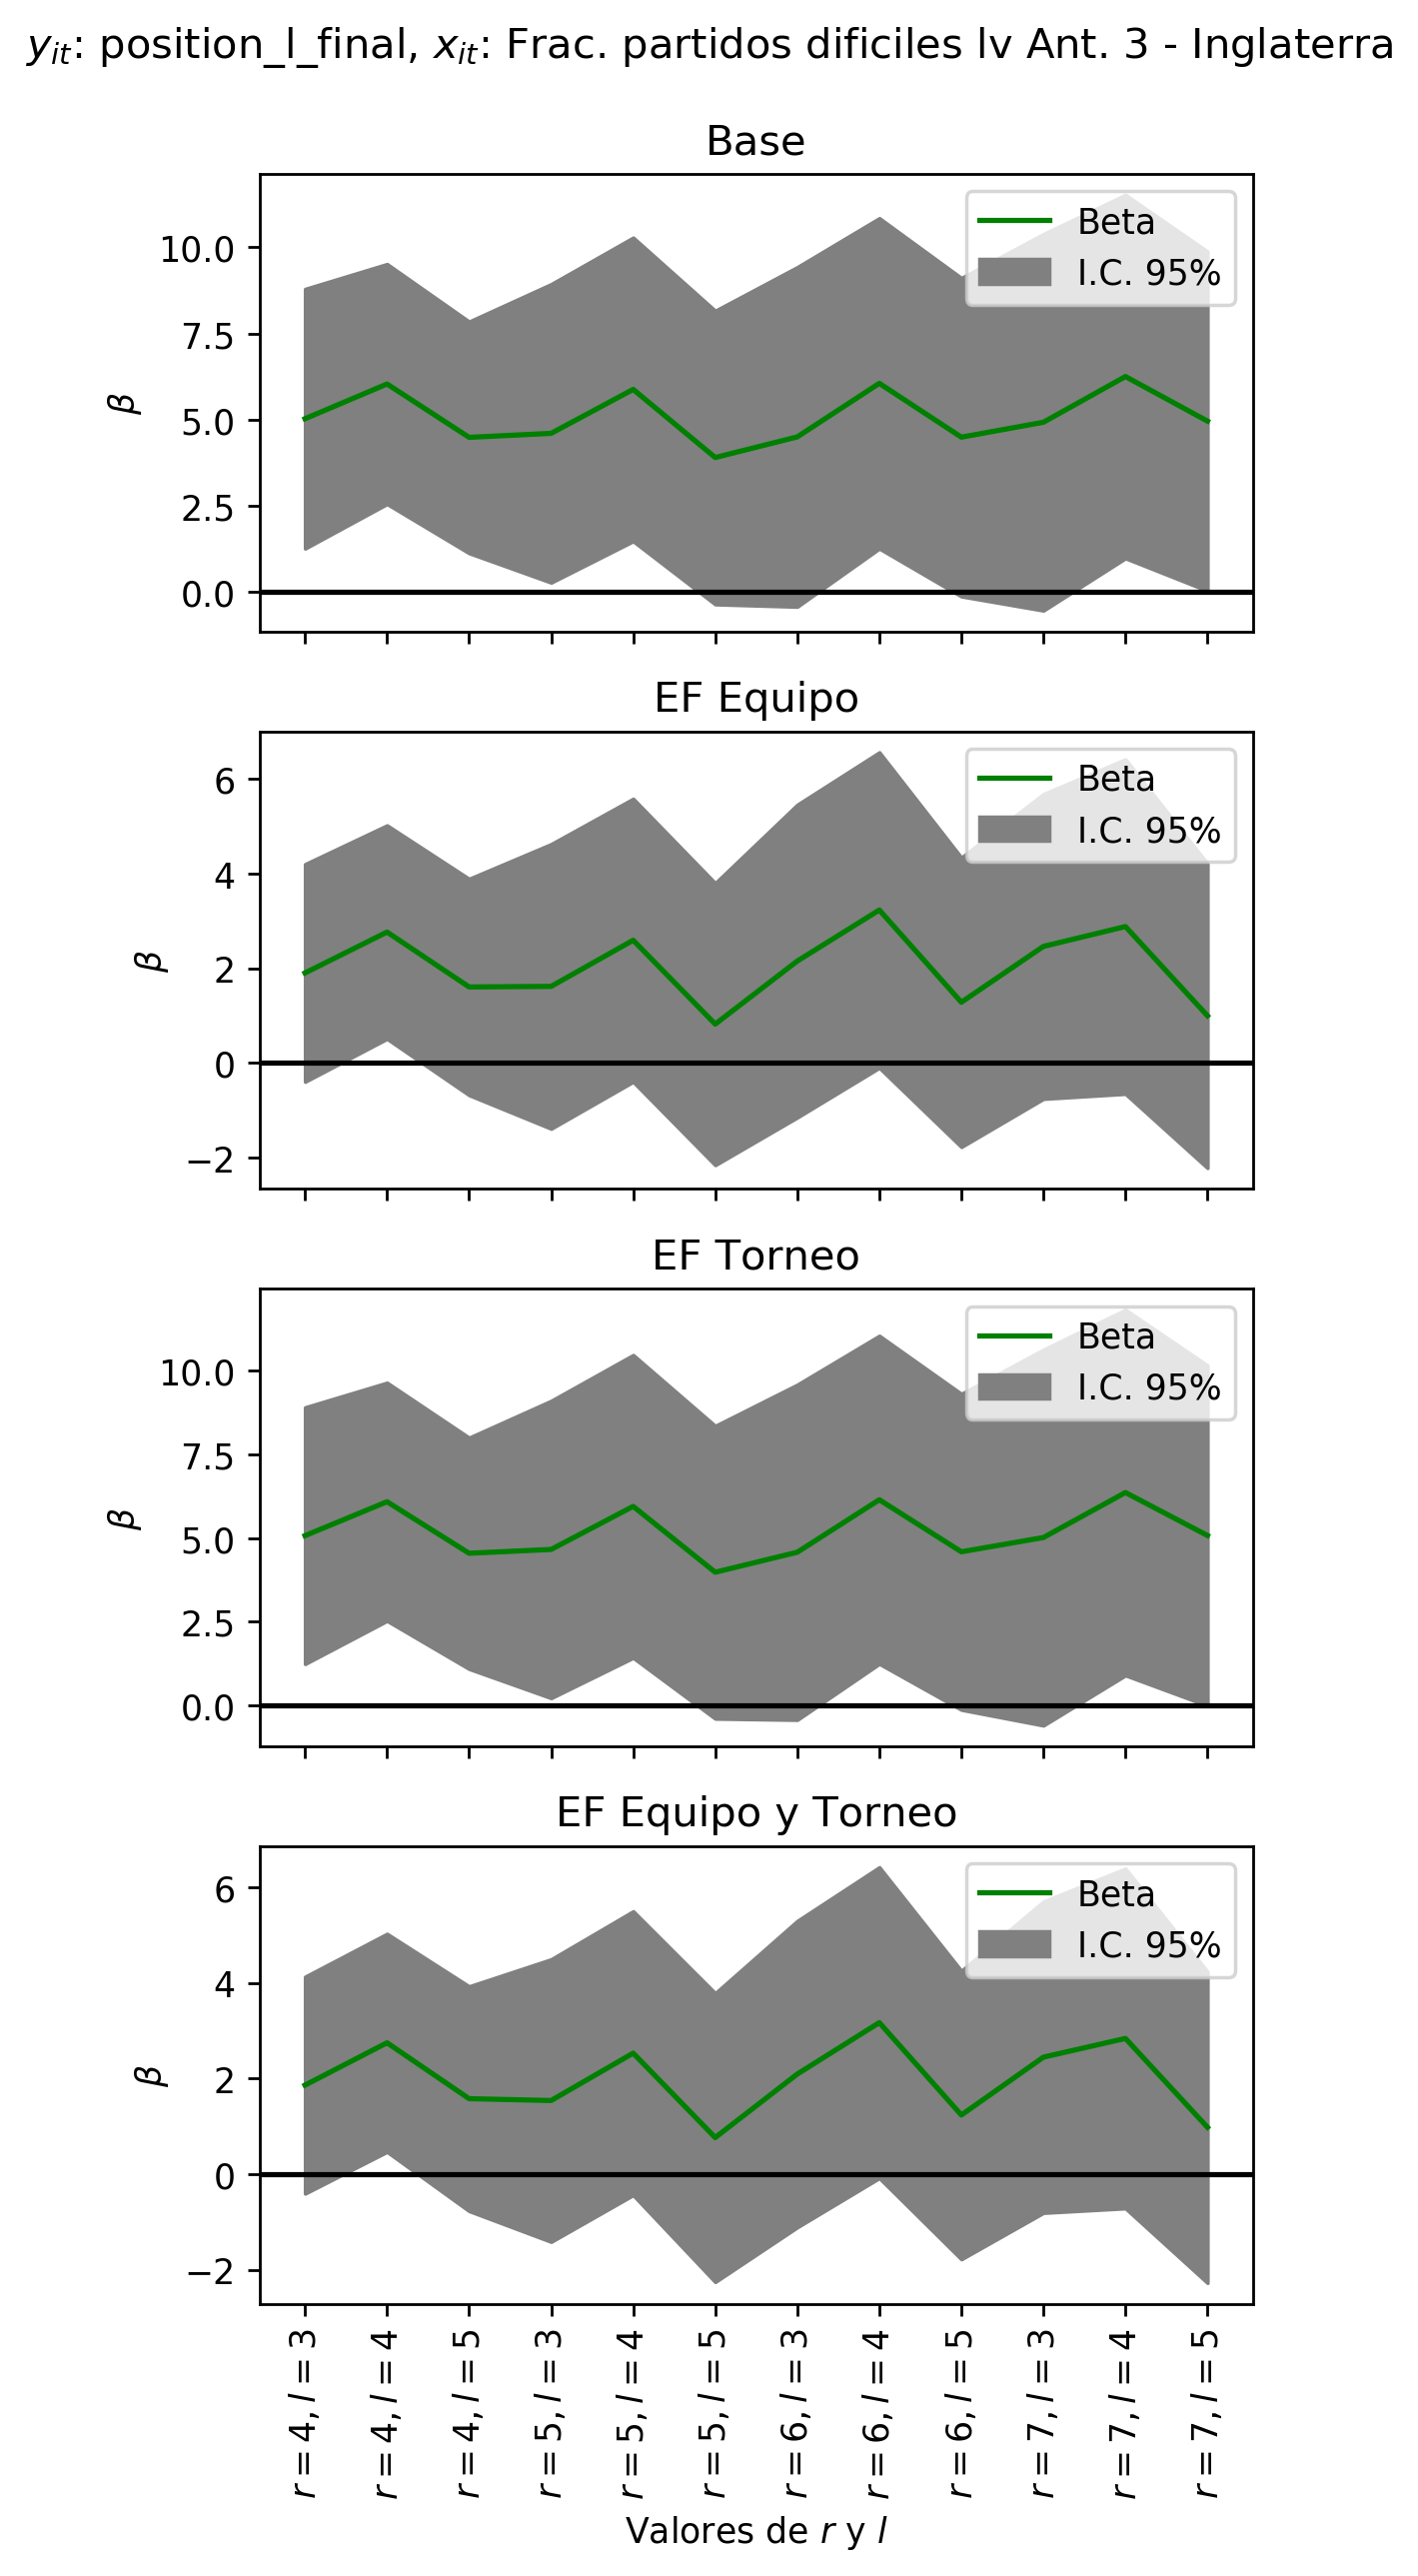 y_{it}: position_l_final, x_{it}: Frac. partidos dificiles lv Ant. 3 - Inglaterra
Base
Beta
I.C. 95%
10.0
7.5
5.0
2.5
0.0
β
EF Equipo
Beta
I.C. 95%
6
4
2
0
−2
β
EF Torneo
Beta
I.C. 95%
10.0
7.5
5.0
2.5
0.0
β
EF Equipo y Torneo
Beta
I.C. 95%
6
4
2
0
−2
β
r = 4, l = 3
r = 4, l = 4
r = 4, l = 5
r = 5, l = 3
r = 5, l = 4
r = 5, l = 5
r = 6, l = 3
r = 6, l = 4
r = 6, l = 5
r = 7, l = 3
r = 7, l = 4
r = 7, l = 5
Valores de r y l